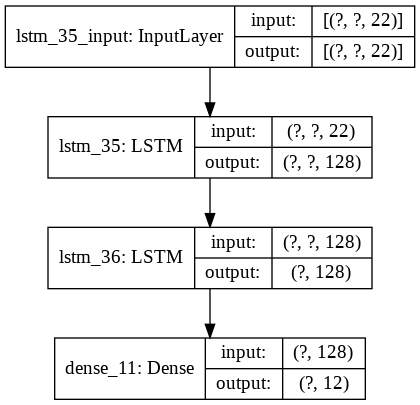 lstm_35_input: InputLayer
input: [(?, ?, 22)]
output: [(?, ?, 22)]
lstm_35: LSTM
input: (?, ?, 22)
output: (?, ?, 128)
lstm_36: LSTM
input: (?, ?, 128)
output: (?, 128)
dense_11: Dense
input: (?, 128)
output: (?, 12)